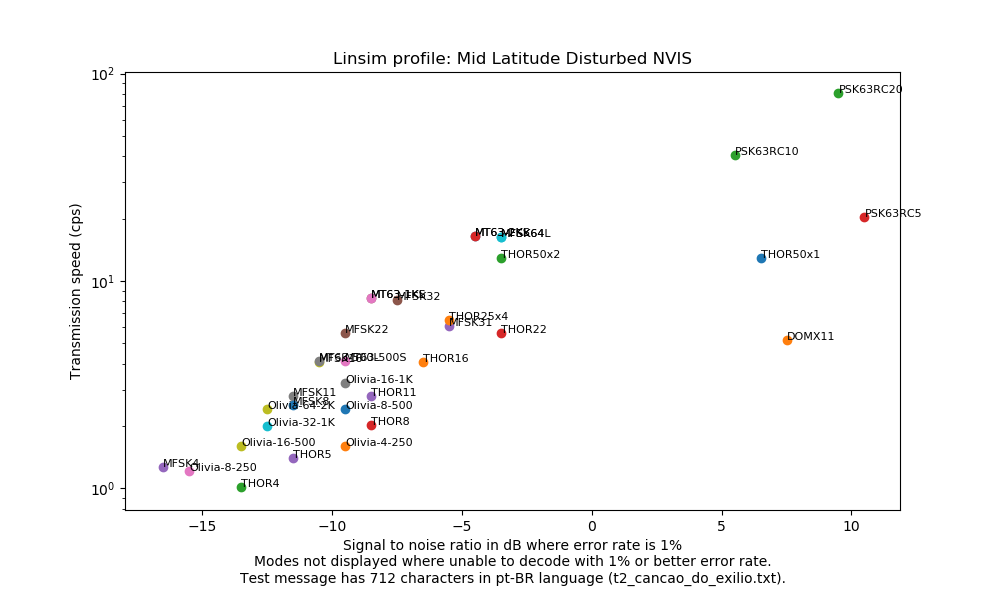 Linsim profile: Mid Latitude Disturbed NVIS
10²
PSK63RC20
PSK63RC10
PSK63RC5
MFSK64
THOR50x2
THOR50x1
10¹
MFSK32
THOR25x4
MFSK31
MFSK22
THOR22
DOMX11
THOR16
Olivia-16-1K
MFSK11
THOR11
MFSK8
Olivia-64-2K
Olivia-8-500
Olivia-32-1K
THOR8
Olivia-16-500
Olivia-4-250
THOR5
MFSK4
Olivia-8-250
THOR4
10⁰
Transmission speed (cps)
−15
−10
−5
0
5
10
Signal to noise ratio in dB where error rate is 1%
Modes not displayed where unable to decode with 1% or better error rate.
Test message has 712 characters in pt-BR language (t2_cancao_do_exilio.txt).